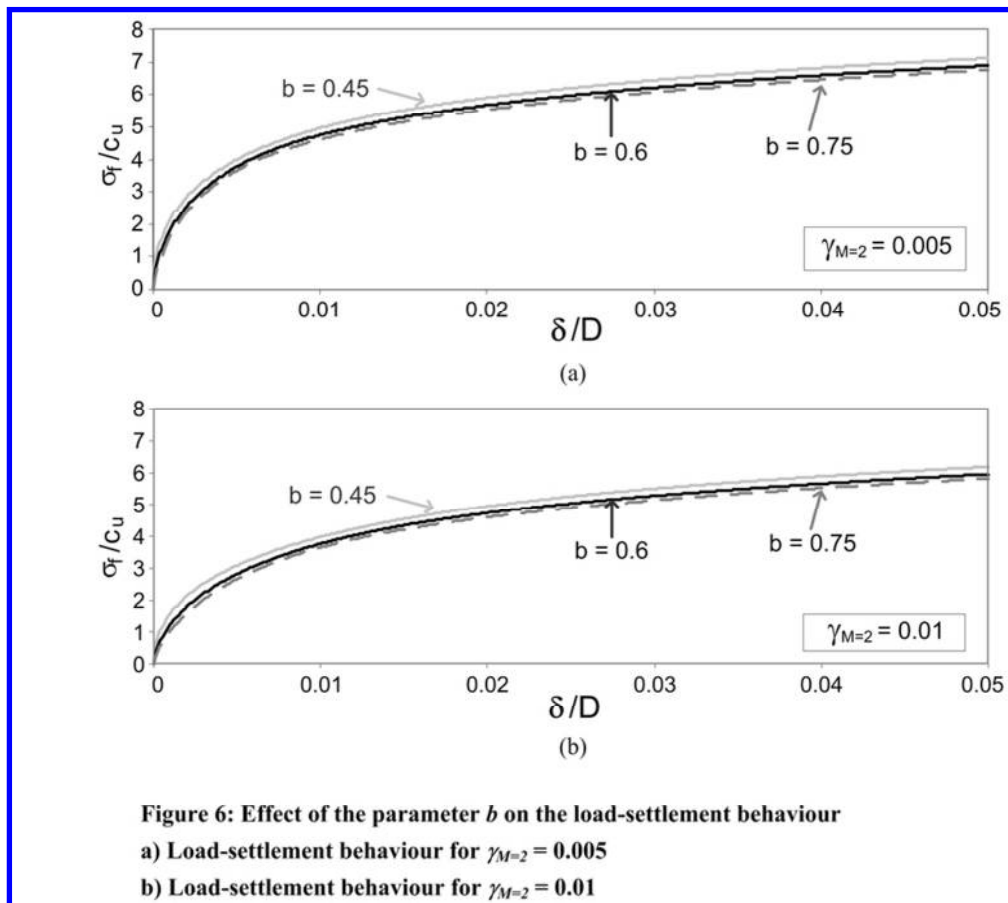 8
7
6
5
4
3
2
1
0
σf/cu
b = 0.45
b = 0.6
b = 0.75
γM=2 = 0.005
0 0.01 0.02 0.03 0.04 0.05
δ/D
(a)
8
7
6
5
4
3
2
1
0
σf/cu
b = 0.45
b = 0.6
b = 0.75
γM=2 = 0.01
0 0.01 0.02 0.03 0.04 0.05
δ/D
(b)
Figure 6: Effect of the parameter b on the load-settlement behaviour
a) Load-settlement behaviour for γM=2 = 0.005
b) Load-settlement behaviour for γM=2 = 0.01